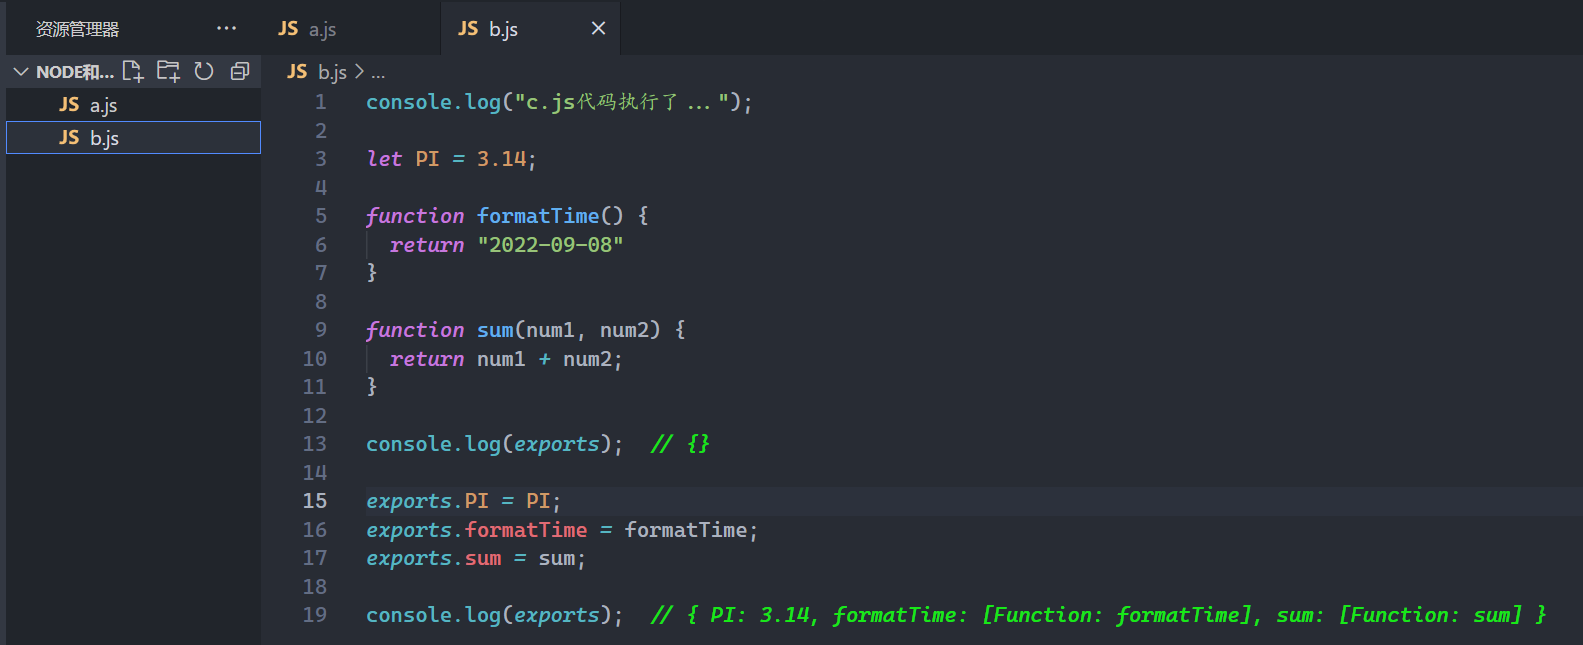 资源管理器 ...
JS a.js
JS b.js
NODE和...
JS a.js
JS b.js
JS b.js > ...
1 console.log("c.js代码执行了...");
2
3 let PI = 3.14;
4
5 function formatTime() {
6 return "2022-09-08"
7 }
8
9 function sum(num1, num2) {
10 return num1 + num2;
11 }
12
13 console.log(exports); // {}
14
15 exports.PI = PI;
16 exports.formatTime = formatTime;
17 exports.sum = sum;
18
19 console.log(exports); // { PI: 3.14, formatTime: [Function: formatTime], sum: [Function: sum] }